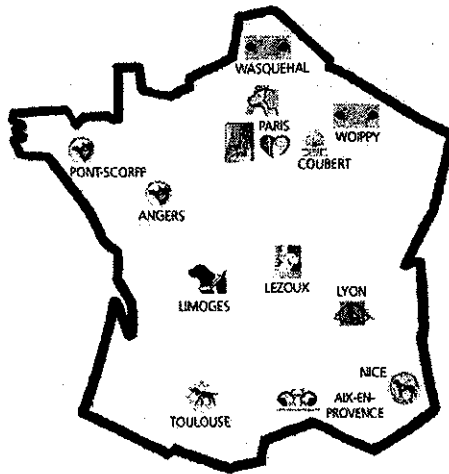 WASQUEHAL
PARIS
WOIPPY
COUBERT
PONT-SCORFF
ANGERS
LIMOGES
LEZOUX
LYON
NICE
TOULOUSE
AIX-EN-
PROVENCE